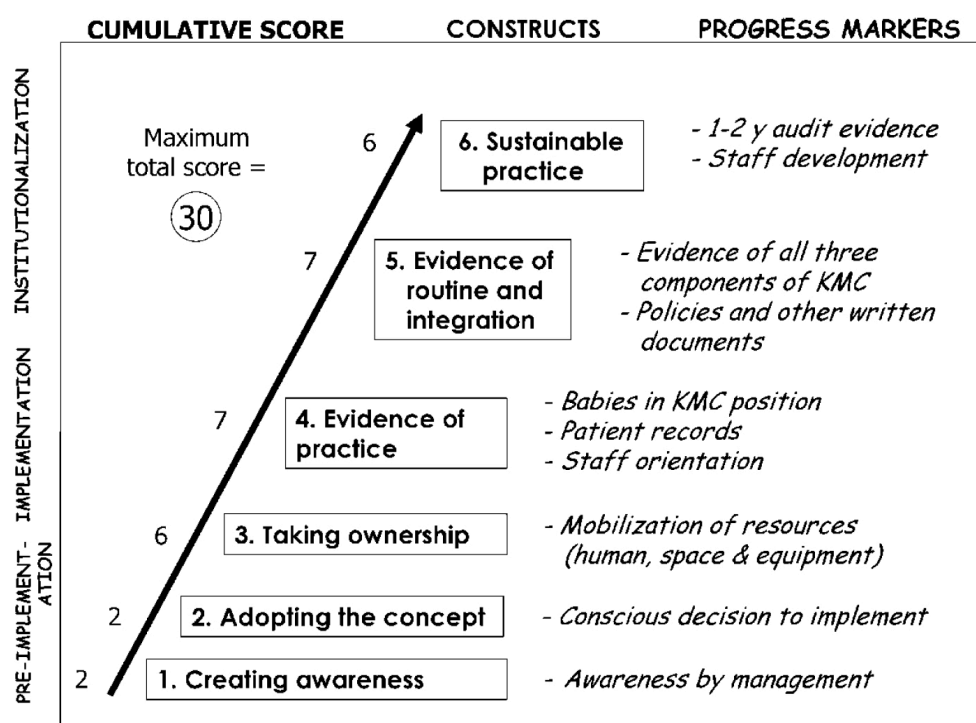 CUMULATIVE SCORE CONSTRUCTS PROGRESS MARKERS
INSTITUTIONALIZATION
IMPLEMENTATION
PRE-IMPLEMENT-
ATION
Maximum
total score =
30
6
6. Sustainable
practice
- 1-2 y audit evidence
- Staff development
7
5. Evidence of
routine and
integration
- Evidence of all three
components of KMC
- Policies and other written
documents
7
4. Evidence of
practice
- Babies in KMC position
- Patient records
- Staff orientation
6
3. Taking ownership
- Mobilization of resources
(human, space & equipment)
2
2. Adopting the concept
- Conscious decision to implement
2
1. Creating awareness
- Awareness by management